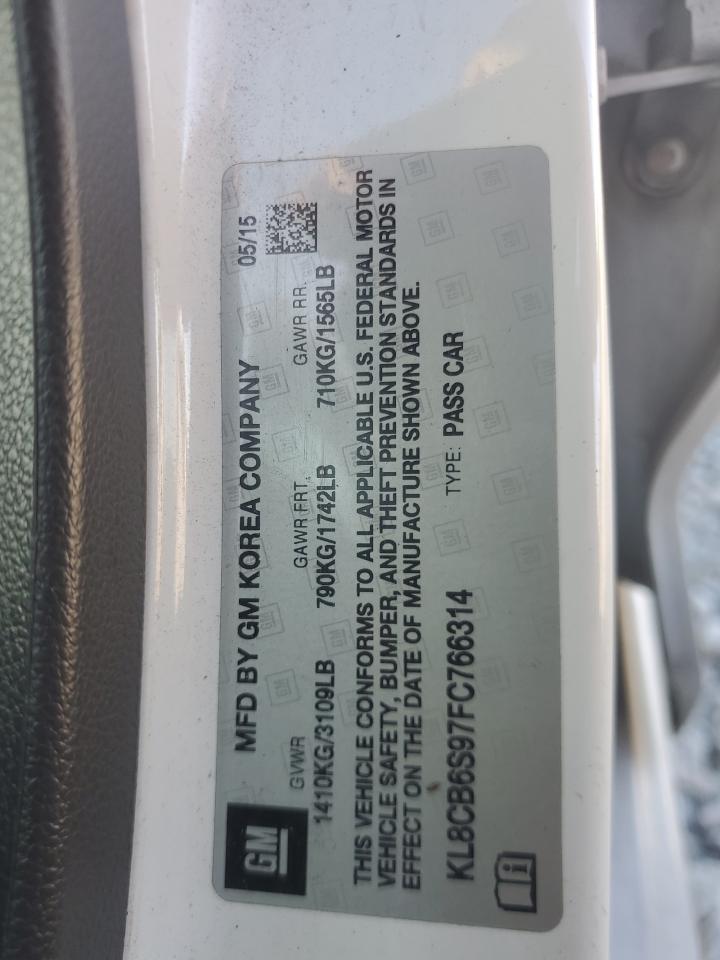 GM
MFD BY GM KOREA COMPANY 05/15
GVWR GAWR FRT. GAWR RR.
1410KG/3109LB 790KG/1742LB 710KG/1565LB
THIS VEHICLE CONFORMS TO ALL APPLICABLE U.S. FEDERAL MOTOR
VEHICLE SAFETY, BUMPER, AND THEFT PREVENTION STANDARDS IN
EFFECT ON THE DATE OF MANUFACTURE SHOWN ABOVE.
KL8CB6S97FC766314 TYPE: PASS CAR